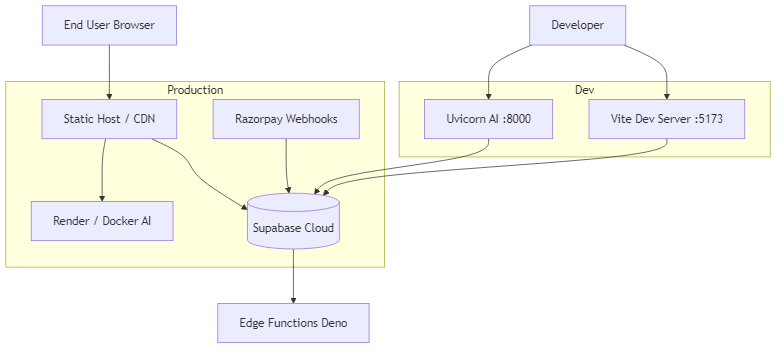 End User Browser
Developer
Production
Dev
Static Host / CDN
Razorpay Webhooks
Uvicorn AI :8000
Vite Dev Server :5173
Render / Docker AI
Supabase Cloud
Edge Functions Deno